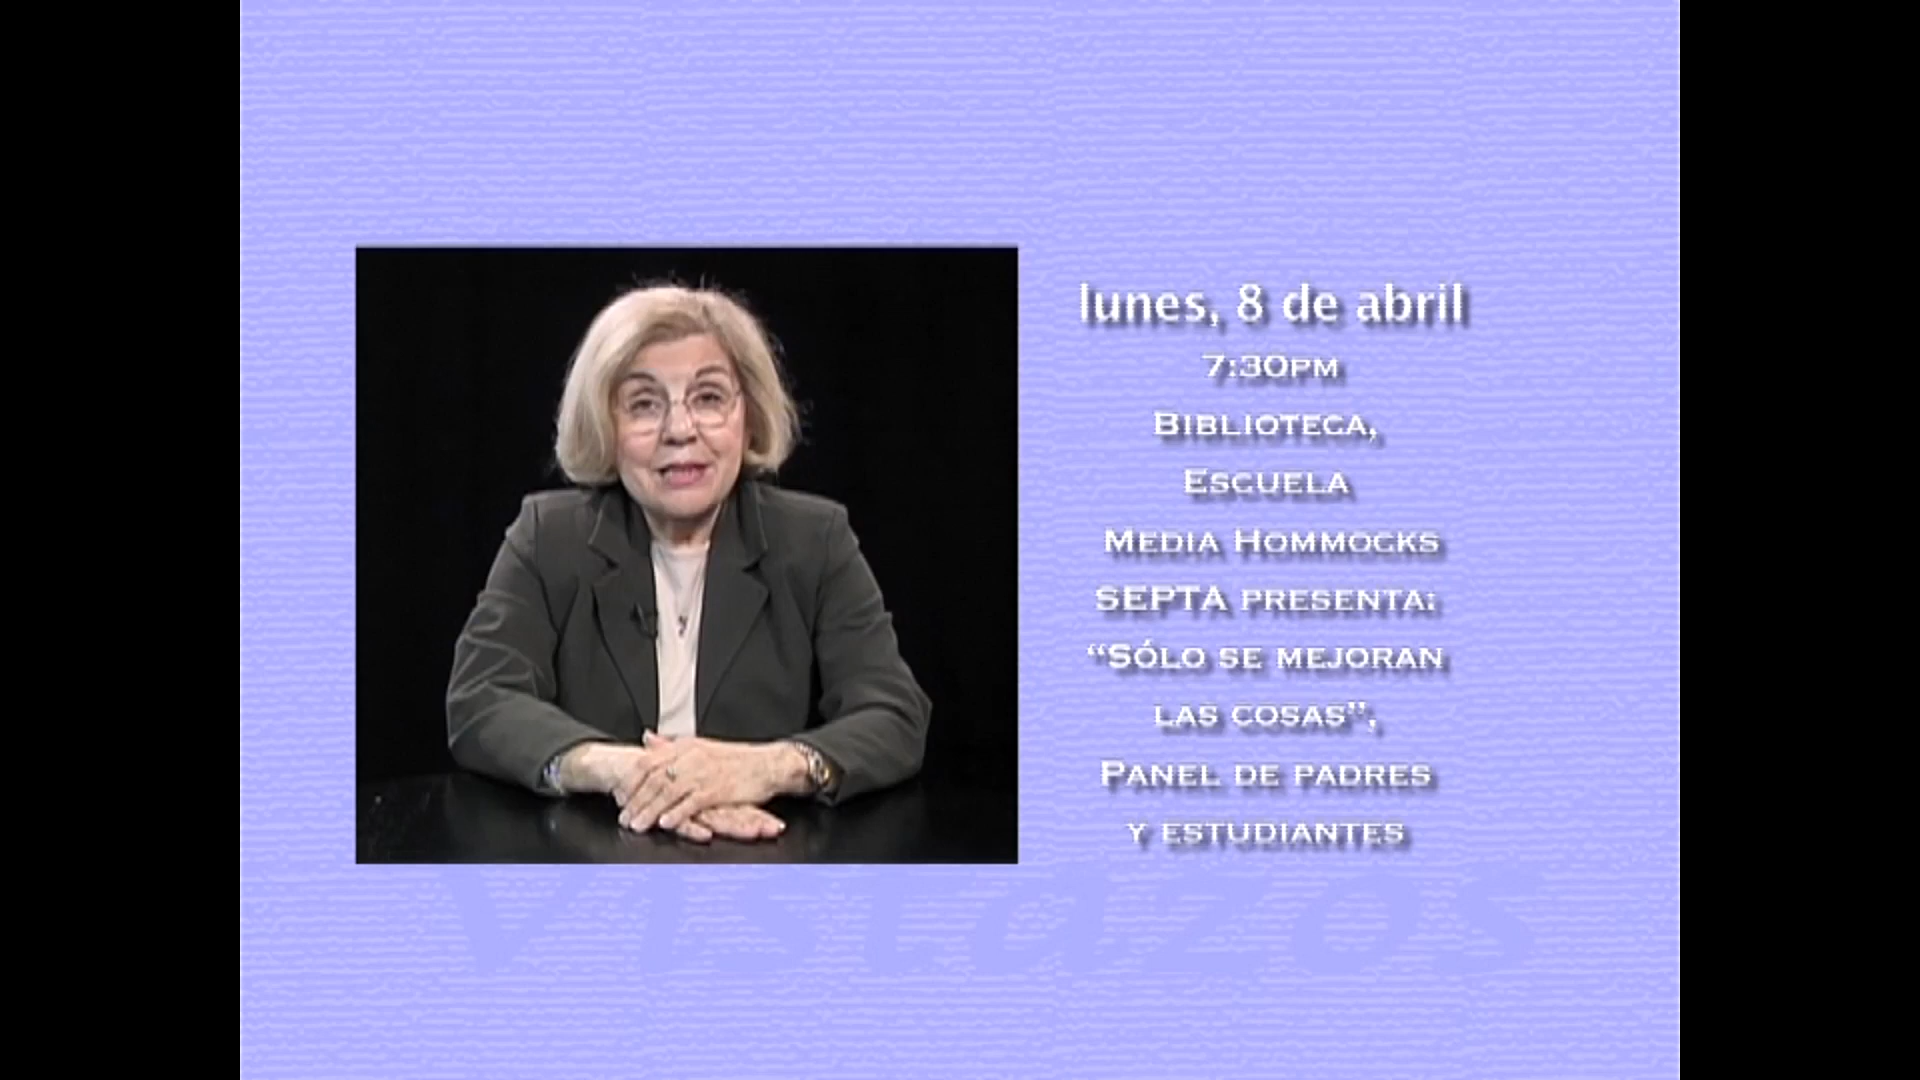 lunes, 8 de abril
7:30PM
BIBLIOTECA,
ESCUELA
MEDIA HOMMOCKS
SEPTA PRESENTA:
“SÓLO SE MEJORAN
LAS COSAS”,
PANEL DE PADRES
Y ESTUDIANTES
Vistazos